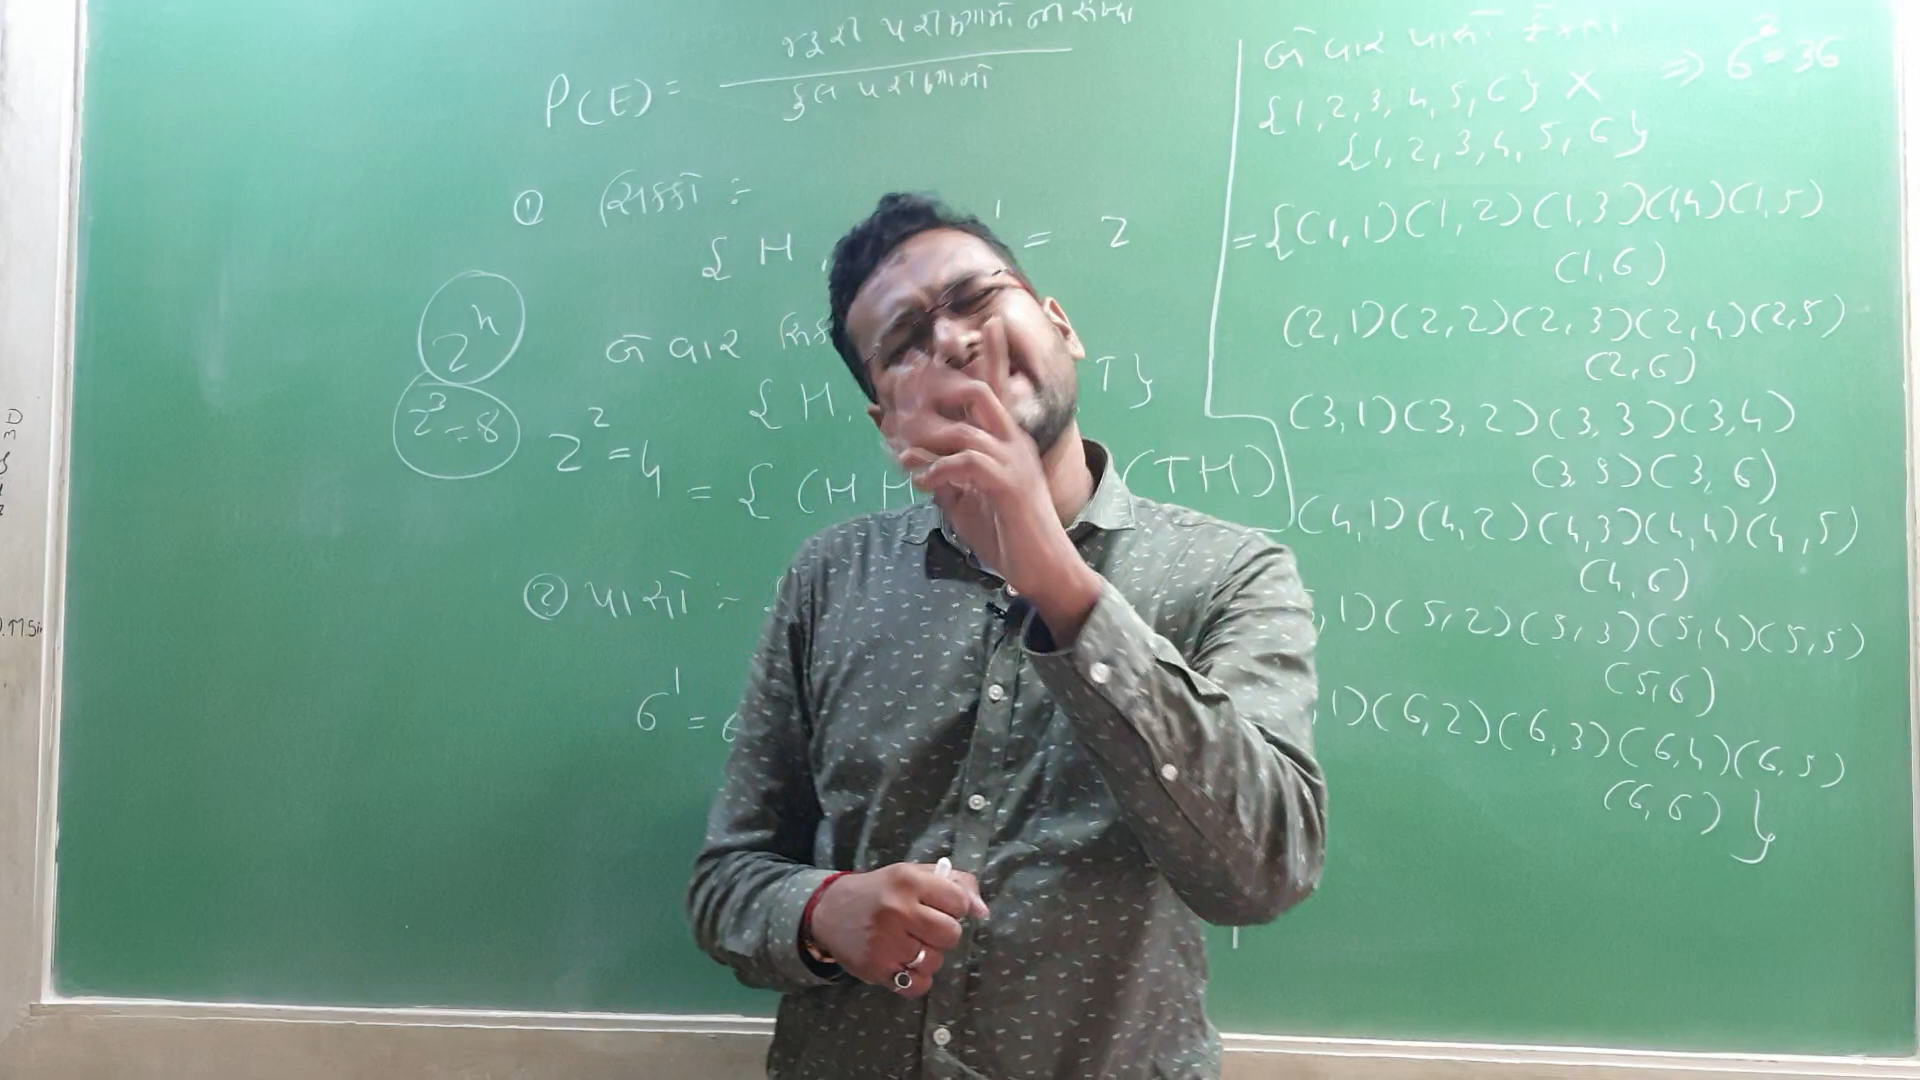 P(E) = જરૂરી પરીણામોની સંખ્યા
કુલ પરીણામો
① સિક્કો :-
{ H , 1 = 2
2ⁿ
બે વાર
{ H, T }
2³ = 8
2² = 4
= { (H H (TH)
② પાસો :-
6¹ = 6
બે વાર પાસો
⇒ 6² = 36
{1, 2, 3, 4, 5, 6} X
{1, 2, 3, 4, 5, 6}
= {(1,1)(1,2)(1,3)(1,4)(1,5)
(1,6)
(2,1)(2,2)(2,3)(2,4)(2,5)
(2,6)
(3,1)(3,2)(3,3)(3,4)
(3,5)(3,6)
(4,1)(4,2)(4,3)(4,4)(4,5)
(4,6)
,1)(5,2)(5,3)(5,4)(5,5)
(5,6)
,1)(6,2)(6,3)(6,4)(6,5)
(6,6) }